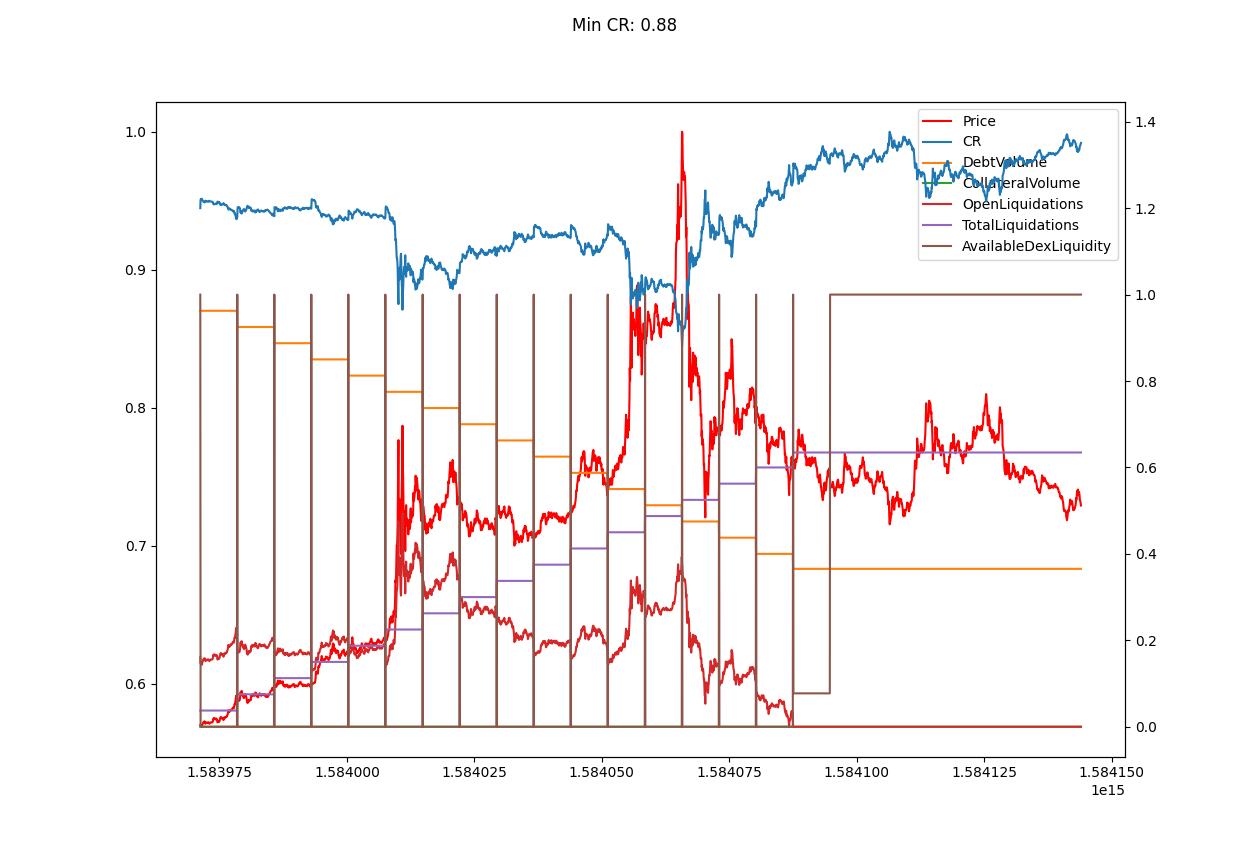 Min CR: 0.88
1.0
0.9
0.8
0.7
0.6
1.4
1.2
1.0
0.8
0.6
0.4
0.2
0.0
Price
CR
DebtVolume
CollateralVolume
OpenLiquidations
TotalLiquidations
AvailableDexLiquidity
1.583975 1.584000 1.584025 1.584050 1.584075 1.584100 1.584125 1.584150
1e15